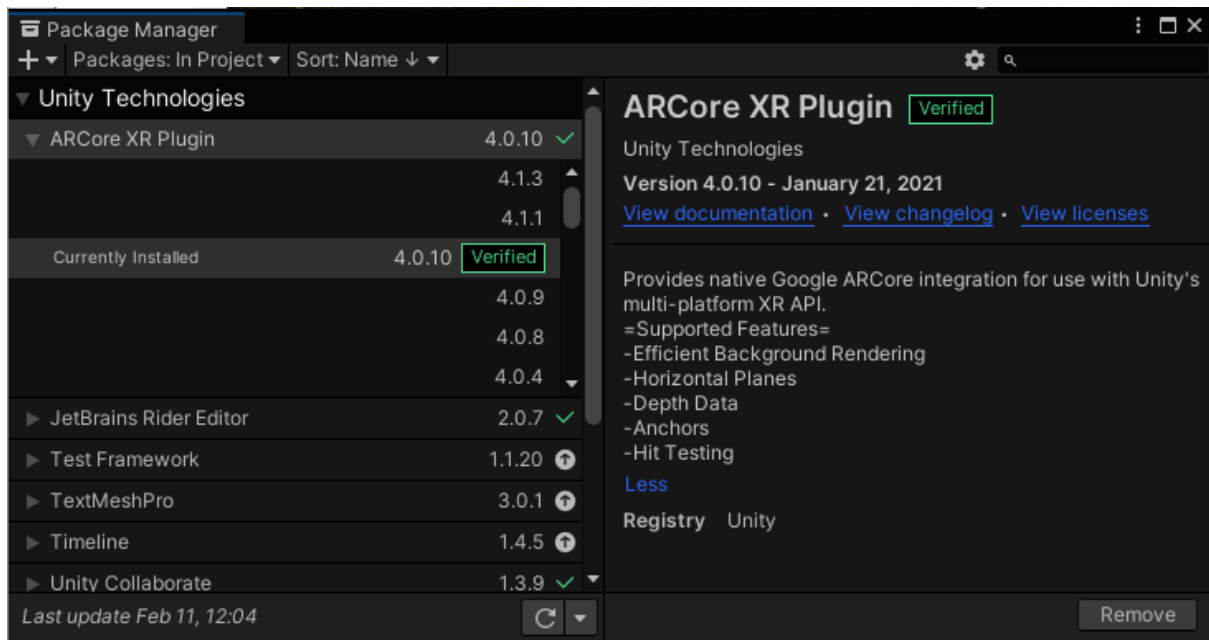 Package Manager
Packages: In Project
Sort: Name ↓
Unity Technologies
ARCore XR Plugin 4.0.10
4.1.3
4.1.1
Currently Installed 4.0.10 Verified
4.0.9
4.0.8
4.0.4
JetBrains Rider Editor 2.0.7
Test Framework 1.1.20
TextMeshPro 3.0.1
Timeline 1.4.5
Unity Collaborate 1.3.9
Last update Feb 11, 12:04
ARCore XR Plugin Verified
Unity Technologies
Version 4.0.10 - January 21, 2021
View documentation • View changelog • View licenses
Provides native Google ARCore integration for use with Unity's
multi-platform XR API.
=Supported Features=
-Efficient Background Rendering
-Horizontal Planes
-Depth Data
-Anchors
-Hit Testing
Less
Registry Unity
Remove